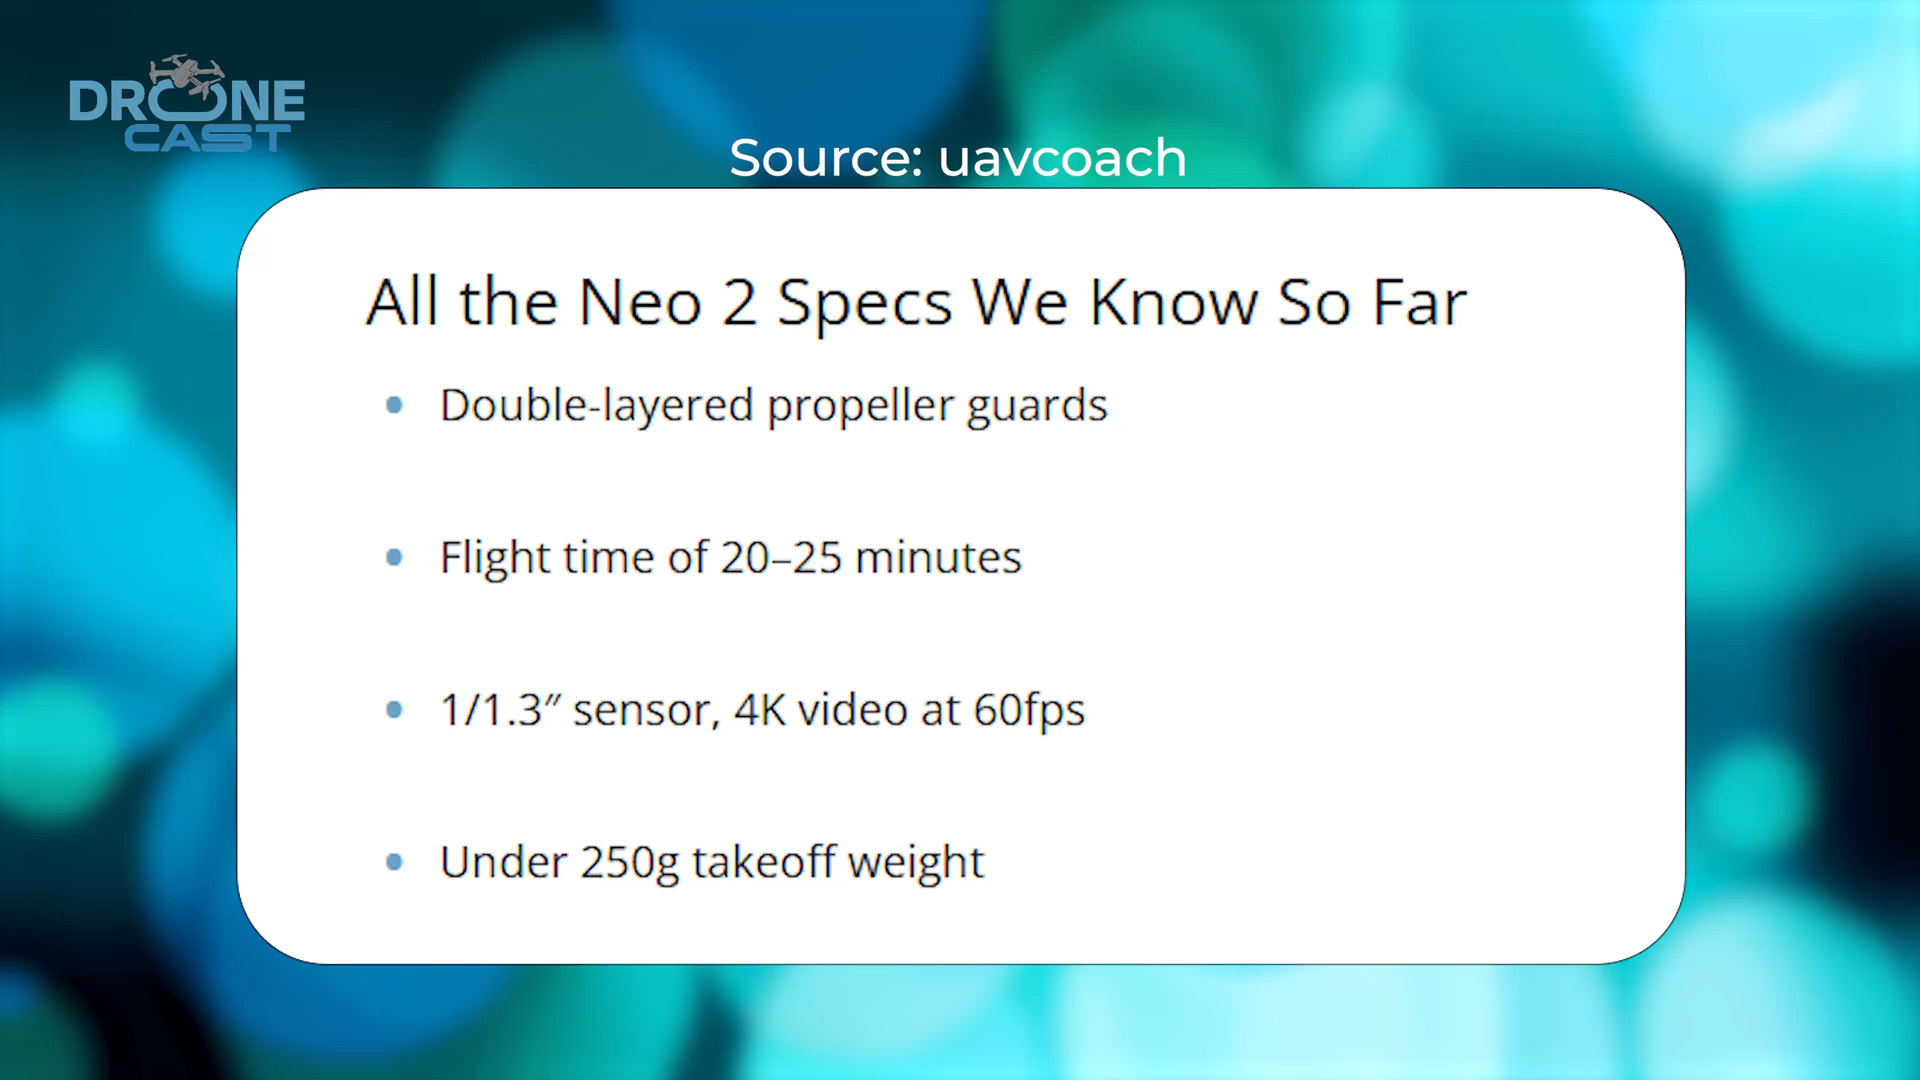 DRONE
CAST
Source: uavcoach
All the Neo 2 Specs We Know So Far
• Double-layered propeller guards
• Flight time of 20–25 minutes
• 1/1.3″ sensor, 4K video at 60fps
• Under 250g takeoff weight